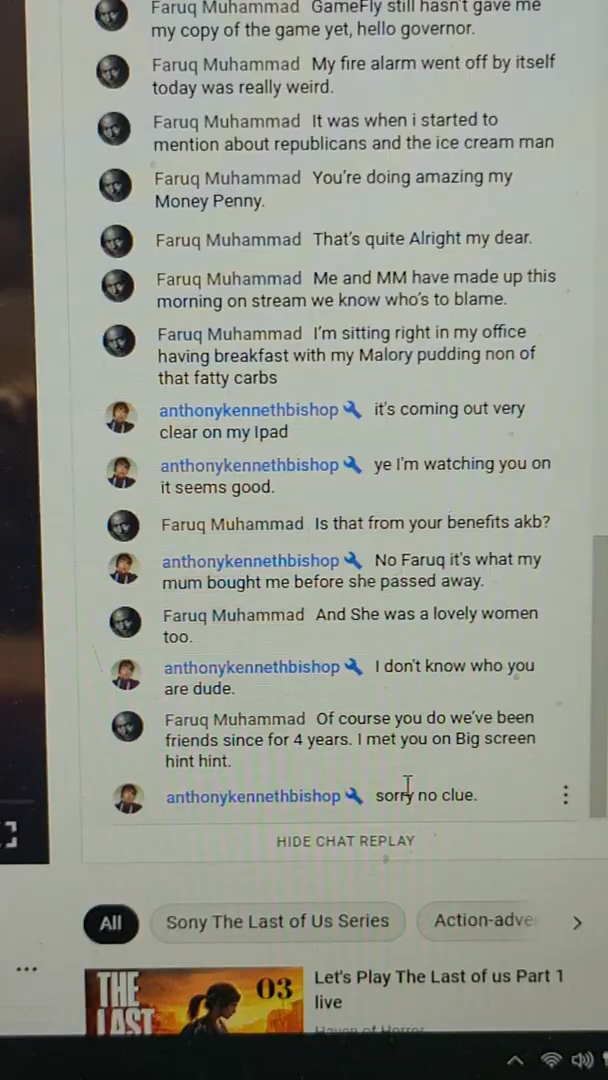 Faruq Muhammad GameFly still hasn't gave me
my copy of the game yet, hello governor.
Faruq Muhammad My fire alarm went off by itself
today was really weird.
Faruq Muhammad It was when i started to
mention about republicans and the ice cream man
Faruq Muhammad You're doing amazing my
Money Penny.
Faruq Muhammad That's quite Alright my dear.
Faruq Muhammad Me and MM have made up this
morning on stream we know who's to blame.
Faruq Muhammad I'm sitting right in my office
having breakfast with my Malory pudding non of
that fatty carbs
anthonykennethbishop it's coming out very
clear on my Ipad
anthonykennethbishop ye I'm watching you on
it seems good.
Faruq Muhammad Is that from your benefits akb?
anthonykennethbishop No Faruq it's what my
mum bought me before she passed away.
Faruq Muhammad And She was a lovely women
too.
anthonykennethbishop I don't know who you
are dude.
Faruq Muhammad Of course you do we've been
friends since for 4 years. I met you on Big screen
hint hint.
anthonykennethbishop sorry no clue.
HIDE CHAT REPLAY
All Sony The Last of Us Series Action-adve
THE LAST 03
Let's Play The Last of us Part 1
live
Haven of Horror